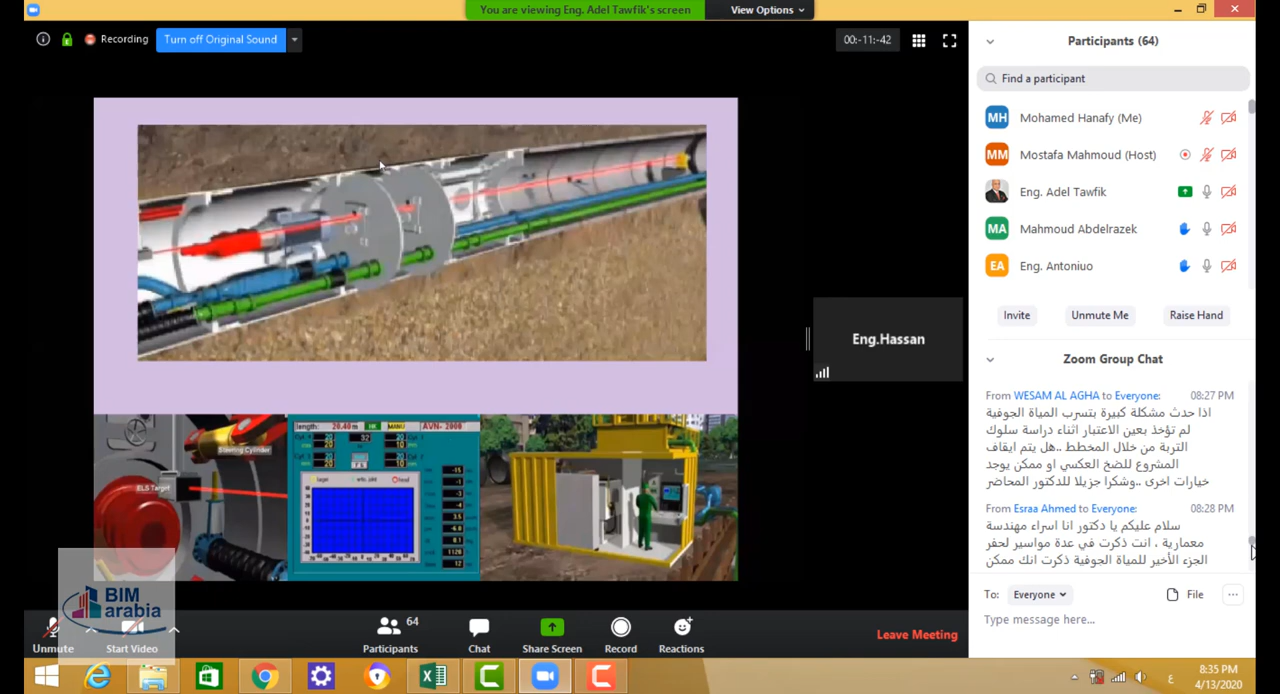 You are viewing Eng. Adel Tawfik's screen
View Options
Recording
Turn off Original Sound
00:-11:-42
length: 20.40 m
HK
MANU
AVN- 2000
Steering Cylinder
ELS Target
Eng.Hassan
BIM
arabia
Participants (64)
Find a participant
MH Mohamed Hanafy (Me)
MM Mostafa Mahmoud (Host)
Eng. Adel Tawfik
MA Mahmoud Abdelrazek
EA Eng. Antoniuo
Invite
Unmute Me
Raise Hand
Zoom Group Chat
From WESAM AL AGHA to Everyone: 08:27 PM
اذا حدث مشكلة كبيرة بتسرب المياة الجوفية
لم تؤخذ بعين الاعتبار اثناء دراسة سلوك
التربة من خلال المخطط ..هل يتم ايقاف
المشروع للضخ العكسي او ممكن يوجد
خيارات اخرى ..وشكرا جزيلا للدكتور المحاضر
From Esraa Ahmed to Everyone: 08:28 PM
سلام عليكم يا دكتور انا اسراء مهندسة
معمارية ، انت ذكرت في عدة مواسير لحفر
الجزء الأخير للمياة الجوفية ذكرت انك ممكن
To: Everyone
File
Type message here...
Unmute
Start Video
Participants
64
Chat
Share Screen
Record
Reactions
Leave Meeting
ع
8:35 PM
4/13/2020